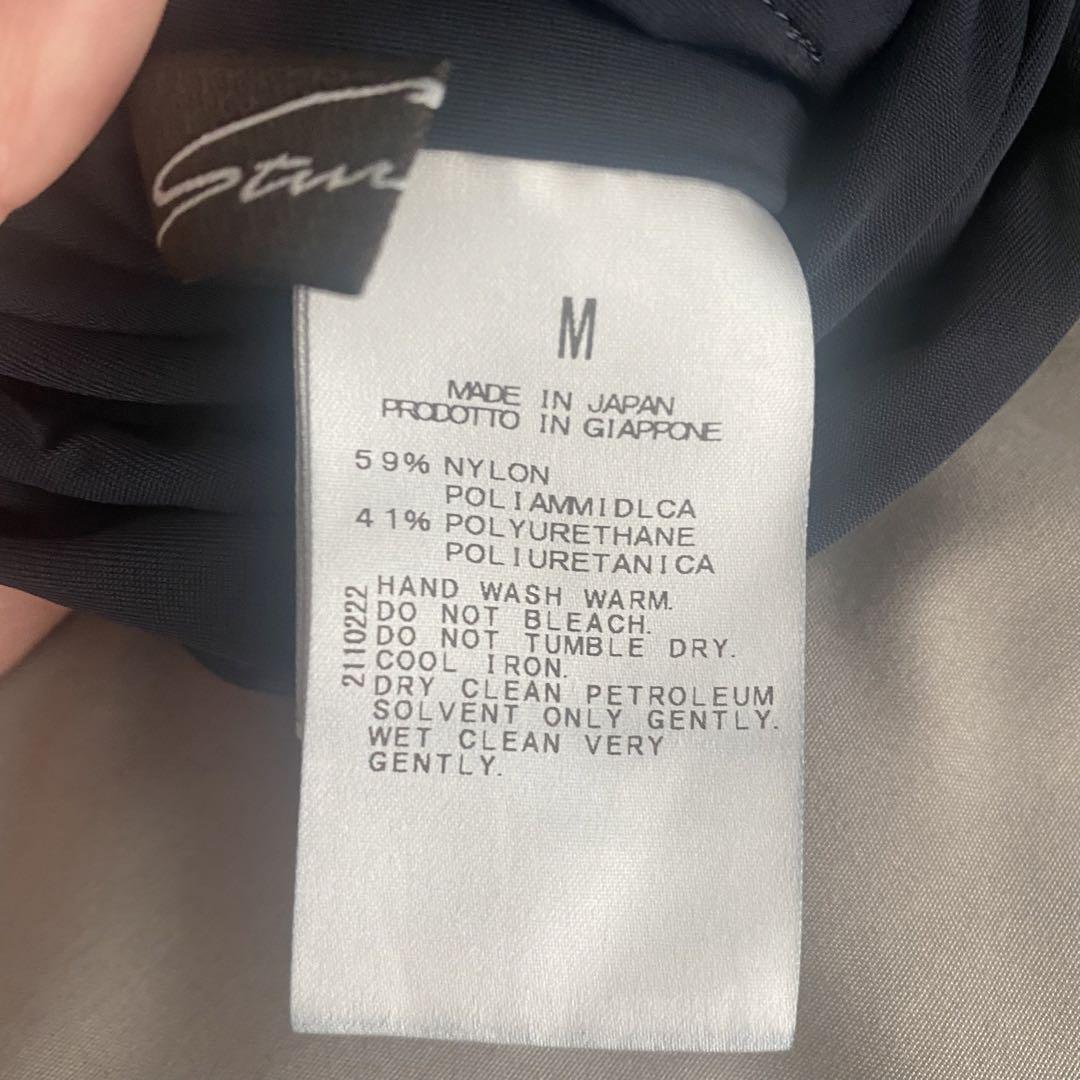 M
MADE IN JAPAN
PRODOTTO IN GIAPPONE
59% NYLON
POLIAMMIDLCA
41% POLYURETHANE
POLIURETANICA
HAND WASH WARM.
DO NOT BLEACH.
DO NOT TUMBLE DRY.
COOL IRON.
DRY CLEAN PETROLEUM
SOLVENT ONLY GENTLY.
WET CLEAN VERY
GENTLY.
2110222